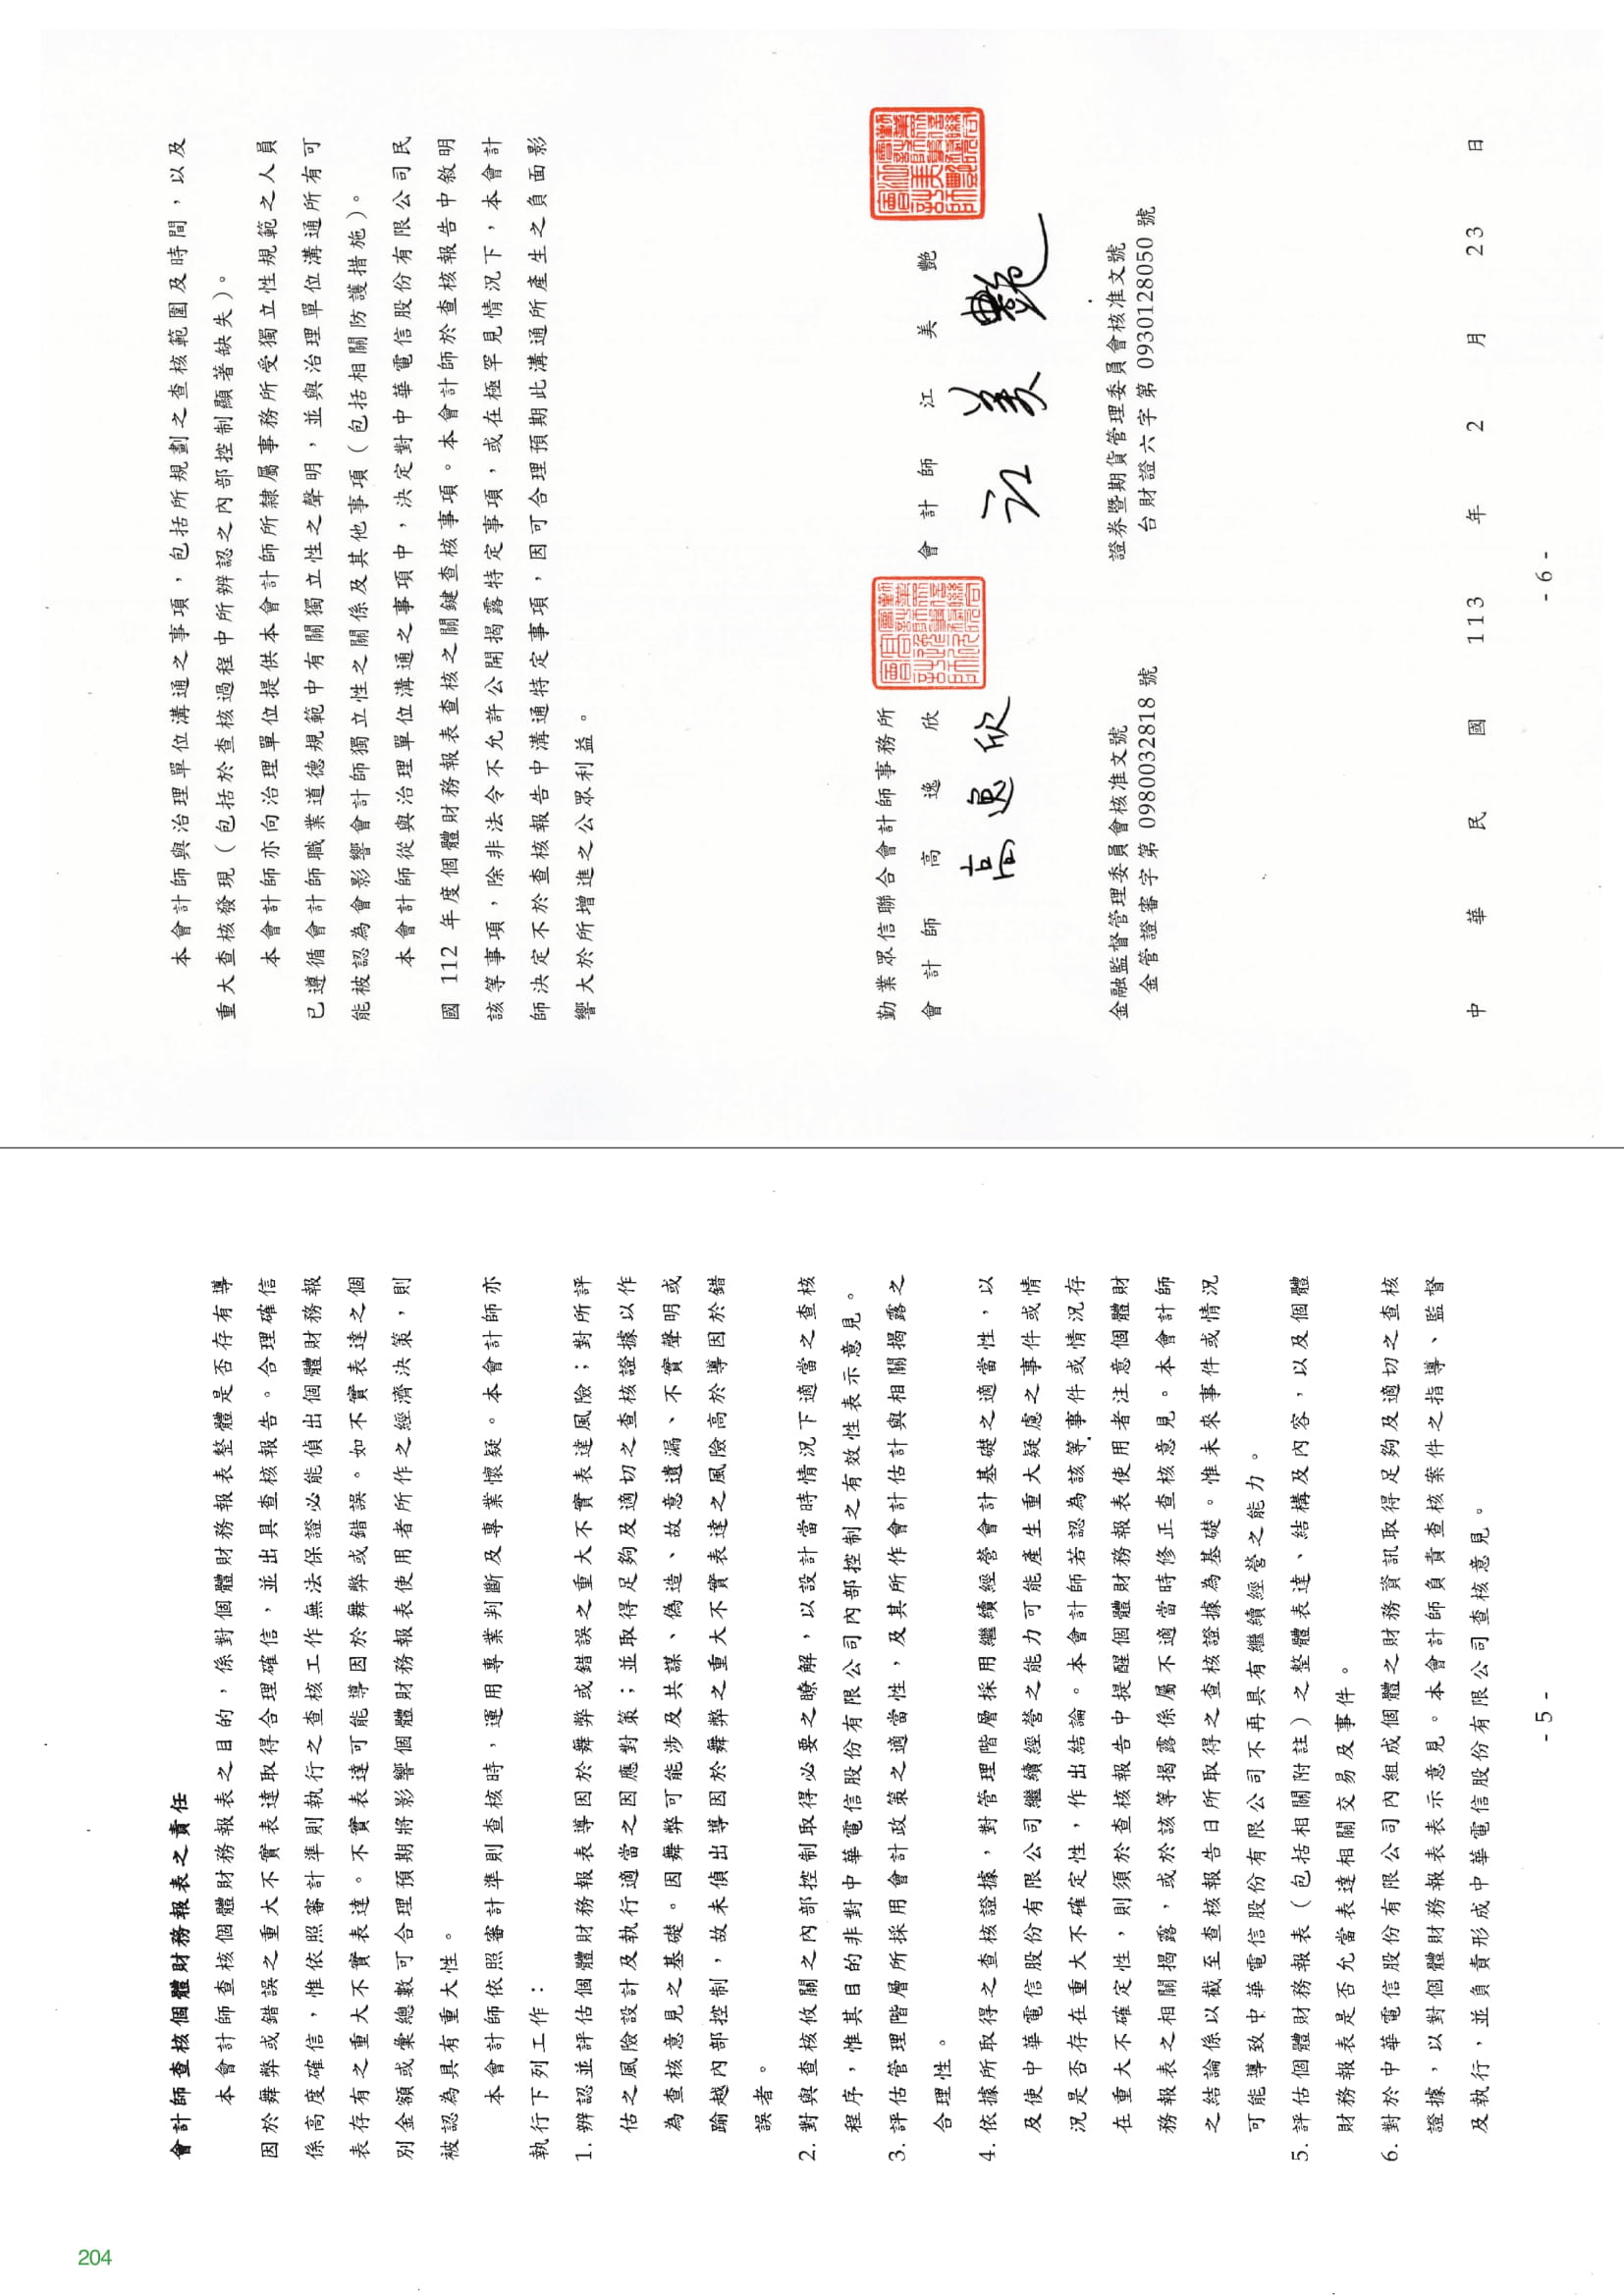 會計師查核個體財務報表之責任
本會計師查核個體財務報表之目的，係對個體財務報表整體是否存有導
因於舞弊或錯誤之重大不實表達取得合理確信，並出具查核報告。合理確信
係高度確信，惟依照審計準則執行之查核工作無法保證必能偵出個體財務報
表存有之重大不實表達。不實表達可能導因於舞弊或錯誤。如不實表達之個
別金額或彙總數可合理預期將影響個體財務報表使用者所作之經濟決策，則
被認為具有重大性。
本會計師依照審計準則查核時，運用專業判斷及專業懷疑。本會計師亦
執行下列工作：
1. 辨認並評估個體財務報表導因於舞弊或錯誤之重大不實表達風險；對所評
估之風險設計及執行適當之因應對策；並取得足夠及適切之查核證據以作
為查核意見之基礎。因舞弊可能涉及共謀、偽造、故意遺漏、不實聲明或
踰越內部控制，故未偵出導因於舞弊之重大不實表達之風險高於導因於錯
誤者。
2. 對與查核攸關之內部控制取得必要之瞭解，以設計當時情況下適當之查核
程序，惟其目的非對中華電信股份有限公司內部控制之有效性表示意見。
3. 評估管理階層所採用會計政策之適當性，及其所作會計估計與相關揭露之
合理性。
4. 依據所取得之查核證據，對管理階層採用繼續經營會計基礎之適當性，以
及使中華電信股份有限公司繼續經營之能力可能產生重大疑慮之事件或情
況是否存在重大不確定性，作出結論。本會計師若認為該等事件或情況存
在重大不確定性，則須於查核報告中提醒個體財務報表使用者注意個體財
務報表之相關揭露，或於該等揭露係屬不適當時修正查核意見。本會計師
之結論係以截至查核報告日所取得之查核證據為基礎。惟未來事件或情況
可能導致中華電信股份有限公司不再具有繼續經營之能力。
5. 評估個體財務報表（包括相關附註）之整體表達、結構及內容，以及個體
財務報表是否允當表達相關交易及事件。
6. 對於中華電信股份有限公司內組成個體之財務資訊取得足夠及適切之查核
證據，以對個體財務報表表示意見。本會計師負責查核案件之指導、監督
及執行，並負責形成中華電信股份有限公司查核意見。
- 5 -
本會計師與治理單位溝通之事項，包括所規劃之查核範圍及時間，以及
重大查核發現（包括於查核過程中所辨認之內部控制顯著缺失）。
本會計師亦向治理單位提供本會計師所隸屬事務所受獨立性規範之人員
已遵循會計師職業道德規範中有關獨立性之聲明，並與治理單位溝通所有可
能被認為會影響會計師獨立性之關係及其他事項（包括相關防護措施）。
本會計師從與治理單位溝通之事項中，決定對中華電信股份有限公司民
國 112 年度個體財務報表查核之關鍵查核事項。本會計師於查核報告中敘明
該等事項，除非法令不允許公開揭露特定事項，或在極罕見情況下，本會計
師決定不於查核報告中溝通特定事項，因可合理預期此溝通所產生之負面影
響大於所增進之公眾利益。
勤業眾信聯合會計師事務所
會計師 高逸欣 會計師 江美艷
高逸欣 江美艷
金融監督管理委員會核准文號 證券暨期貨管理委員會核准文號
金管證審字第 0980032818 號 台財證六字第 0930128050 號
中華民國 113 年 2 月 23 日
- 6 -
204